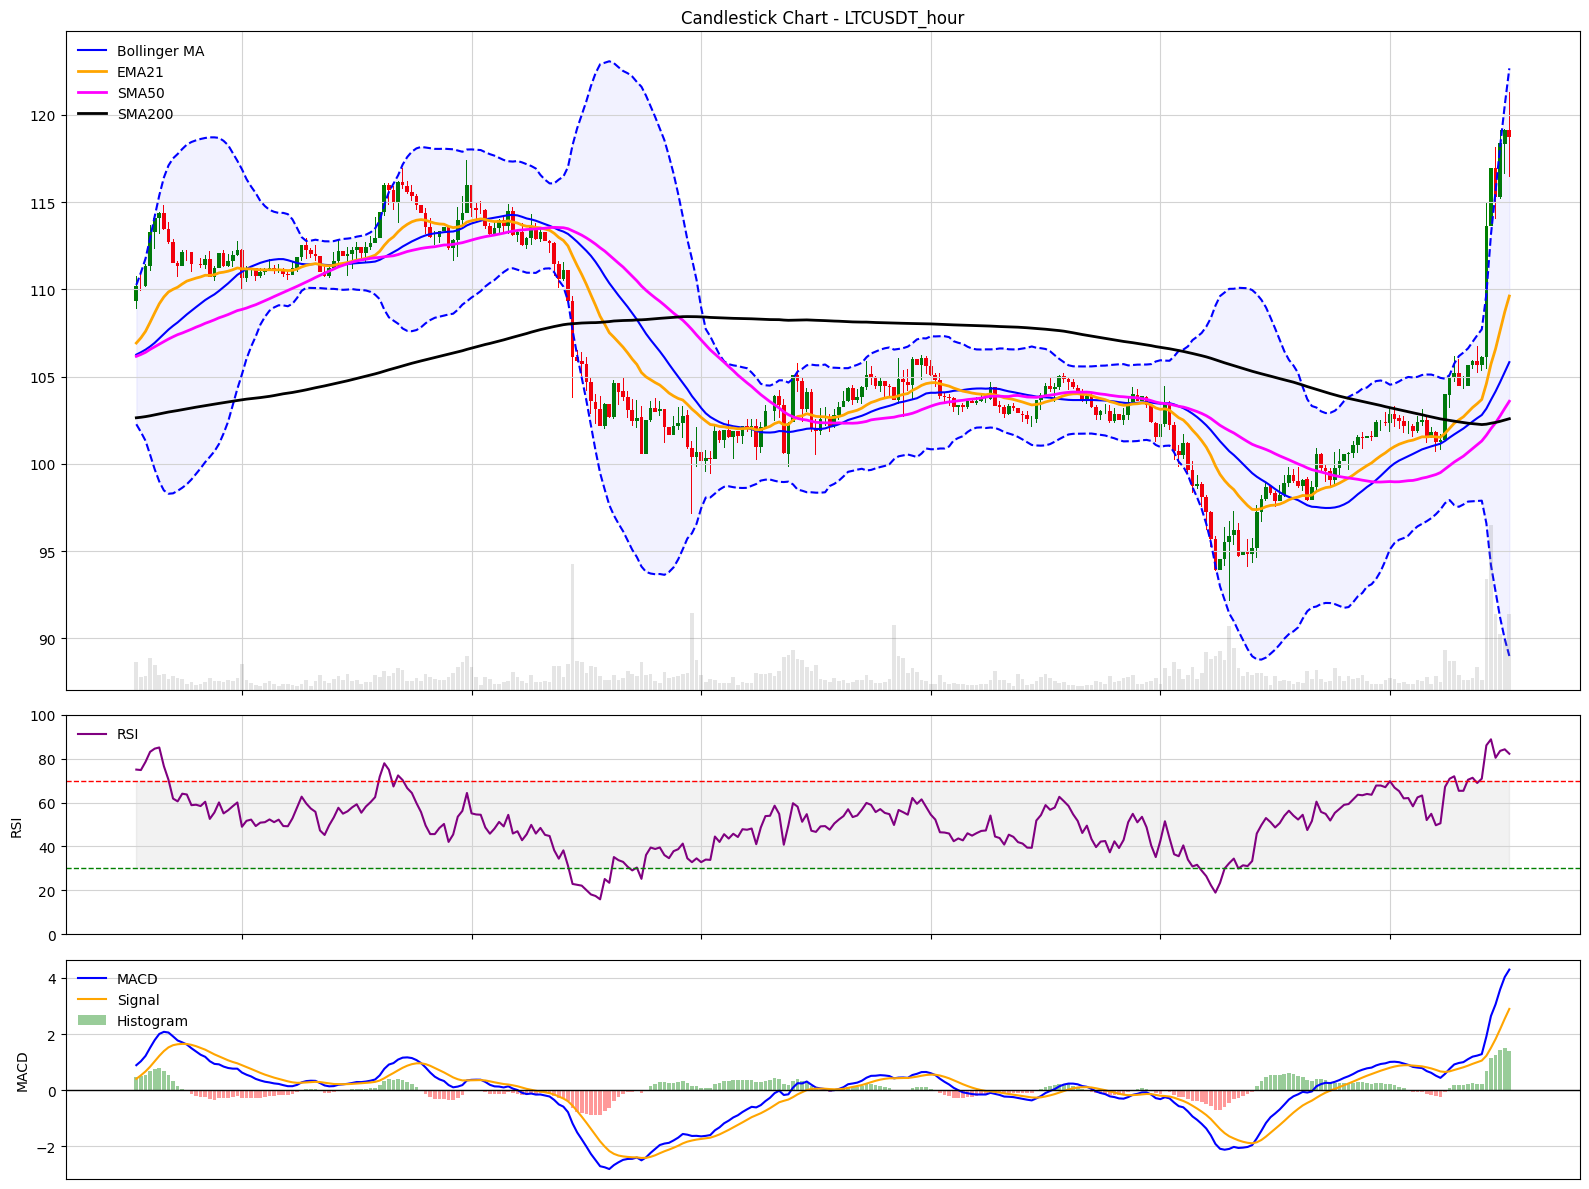 Candlestick Chart - LTCUSDT_hour
Bollinger MA
EMA21
SMA50
SMA200
120
115
110
105
100
95
90
RSI
100
80
60
40
20
0
RSI
MACD
Signal
Histogram
4
2
0
−2
MACD